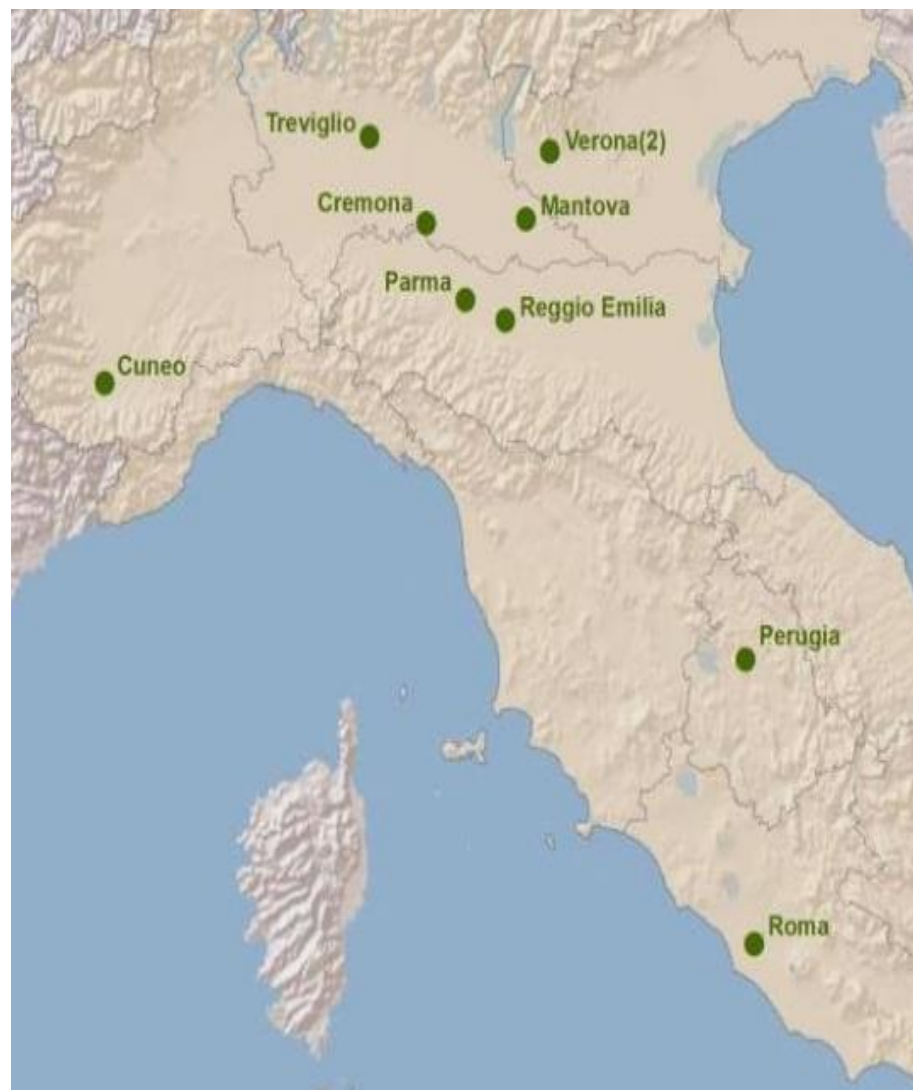 Treviglio
Verona(2)
Cremona
Mantova
Parma
Reggio Emilia
Cuneo
Perugia
Roma